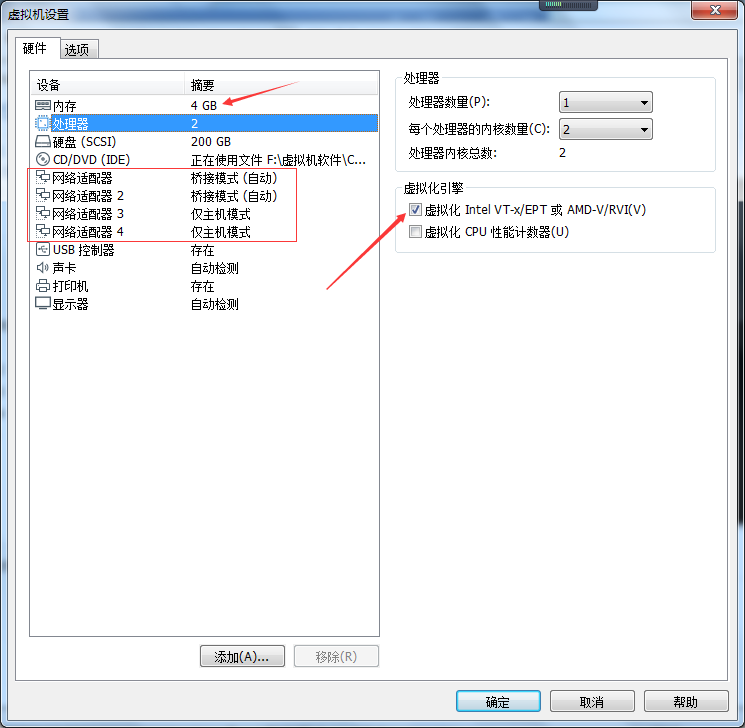 虚拟机设置
硬件 选项
设备 摘要
内存 4 GB
处理器 2
硬盘 (SCSI) 200 GB
CD/DVD (IDE) 正在使用文件 F:\虚拟机软件\C...
网络适配器 桥接模式 (自动)
网络适配器 2 桥接模式 (自动)
网络适配器 3 仅主机模式
网络适配器 4 仅主机模式
USB 控制器 存在
声卡 自动检测
打印机 存在
显示器 自动检测
添加(A)... 移除(R)
处理器
处理器数量(P): 1
每个处理器的内核数量(C): 2
处理器内核总数: 2
虚拟化引擎
虚拟化 Intel VT-x/EPT 或 AMD-V/RVI(V)
虚拟化 CPU 性能计数器(U)
确定 取消 帮助